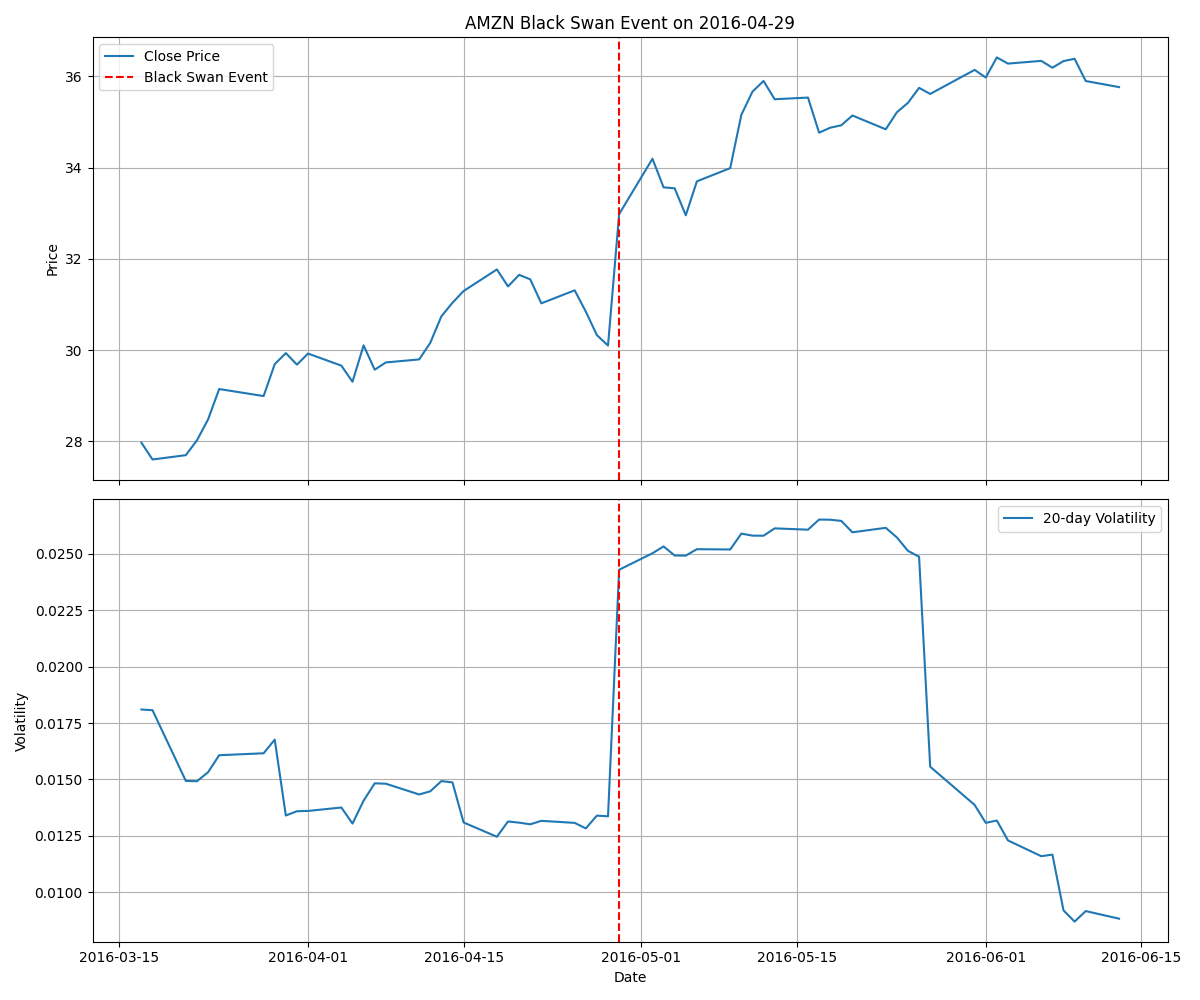 AMZN Black Swan Event on 2016-04-29
Close Price
Black Swan Event
36
34
32
30
28
Price
20-day Volatility
0.0250
0.0225
0.0200
0.0175
0.0150
0.0125
0.0100
Volatility
2016-03-15 2016-04-01 2016-04-15 2016-05-01 2016-05-15 2016-06-01 2016-06-15
Date